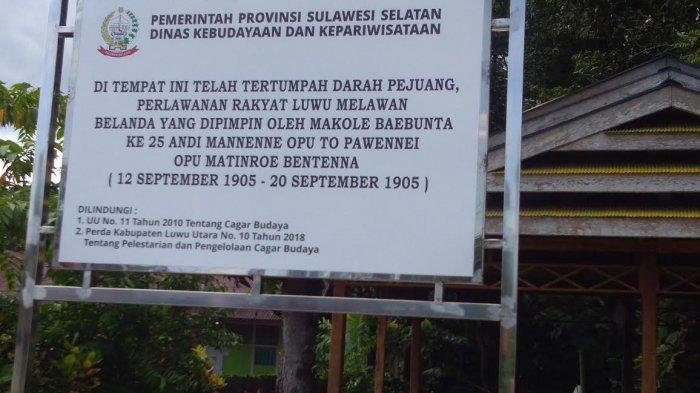 PEMERINTAH PROVINSI SULAWESI SELATAN
DINAS KEBUDAYAAN DAN KEPARIWISATAAN
DI TEMPAT INI TELAH TERTUMPAH DARAH PEJUANG,
PERLAWANAN RAKYAT LUWU MELAWAN
BELANDA YANG DIPIMPIN OLEH MAKOLE BAEBUNTA
KE 25 ANDI MANNENNE OPU TO PAWENNEI
OPU MATINROE BENTENNA
( 12 SEPTEMBER 1905 - 20 SEPTEMBER 1905 )
DILINDUNGI :
1. UU No. 11 Tahun 2010 Tentang Cagar Budaya
2. Perda Kabupaten Luwu Utara No. 10 Tahun 2018
Tentang Pelestarian dan Pengelolaan Cagar Budaya